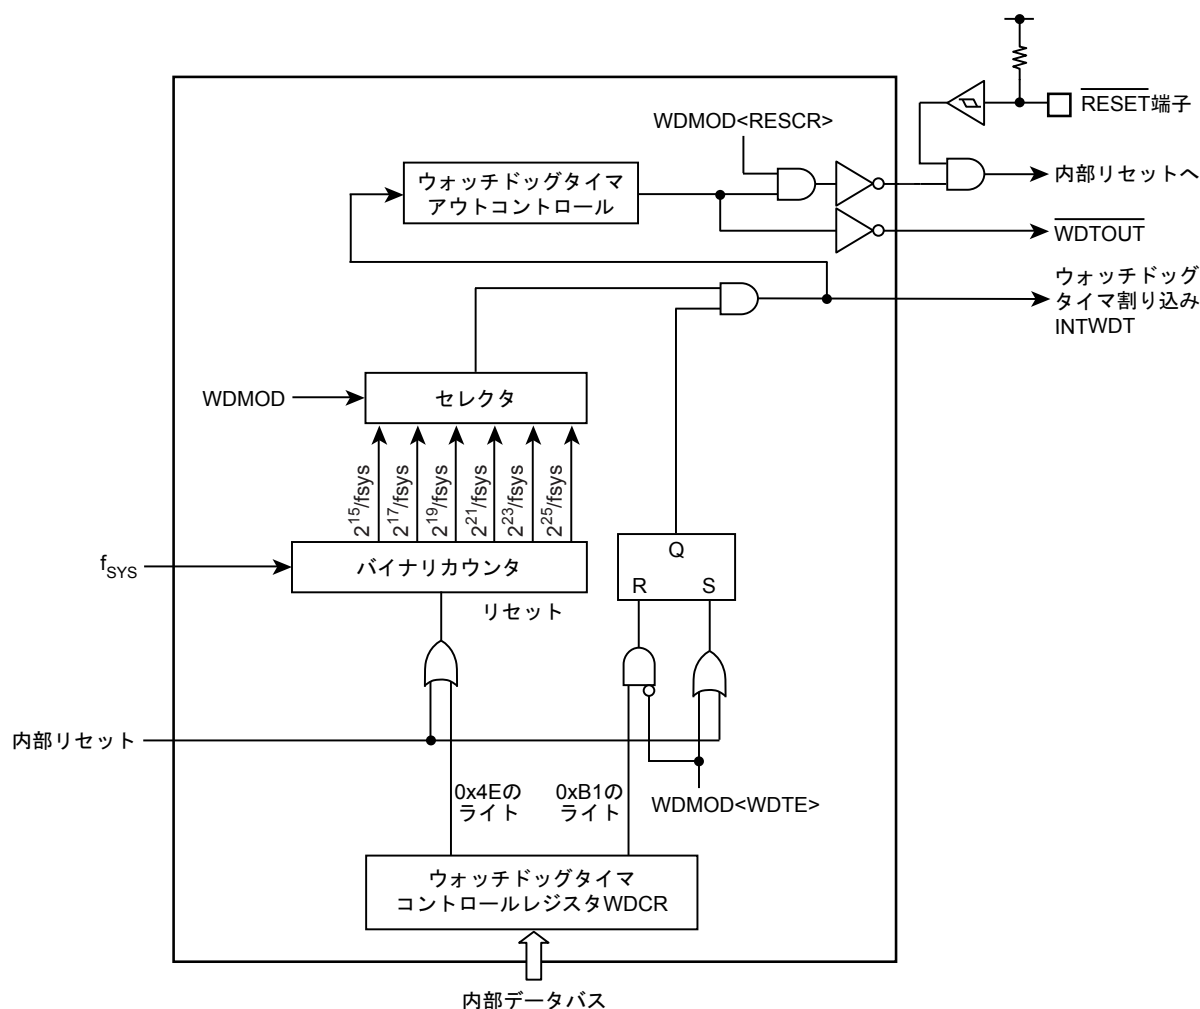 RESET端子
WDMOD<RESCR>
ウォッチドッグタイマ
アウトコントロール
内部リセットへ
WDTOUT
ウォッチドッグ
タイマ割り込み
INTWDT
WDMOD
セレクタ
2^15/fsys
2^17/fsys
2^19/fsys
2^21/fsys
2^23/fsys
2^25/fsys
fSYS
バイナリカウンタ
リセット
Q
R S
内部リセット
0x4Eの
ライト
0xB1の
ライト
WDMOD<WDTE>
ウォッチドッグタイマ
コントロールレジスタWDCR
内部データバス